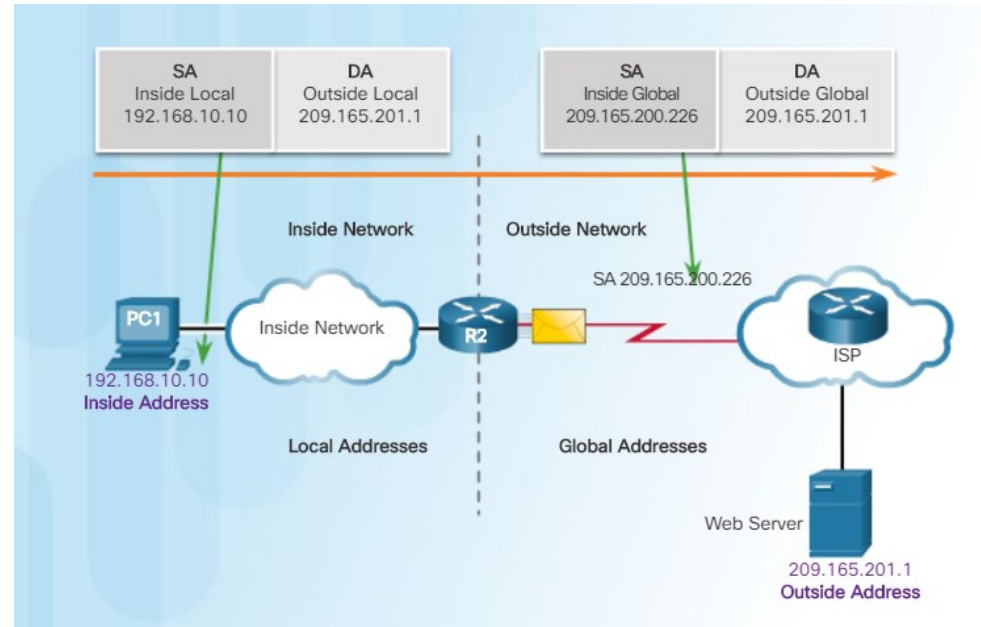 SA
Inside Local
192.168.10.10
DA
Outside Local
209.165.201.1
SA
Inside Global
209.165.200.226
DA
Outside Global
209.165.201.1
Inside Network
Outside Network
SA 209.165.200.226
PC1
Inside Network
R2
ISP
192.168.10.10
Inside Address
Local Addresses
Global Addresses
Web Server
209.165.201.1
Outside Address